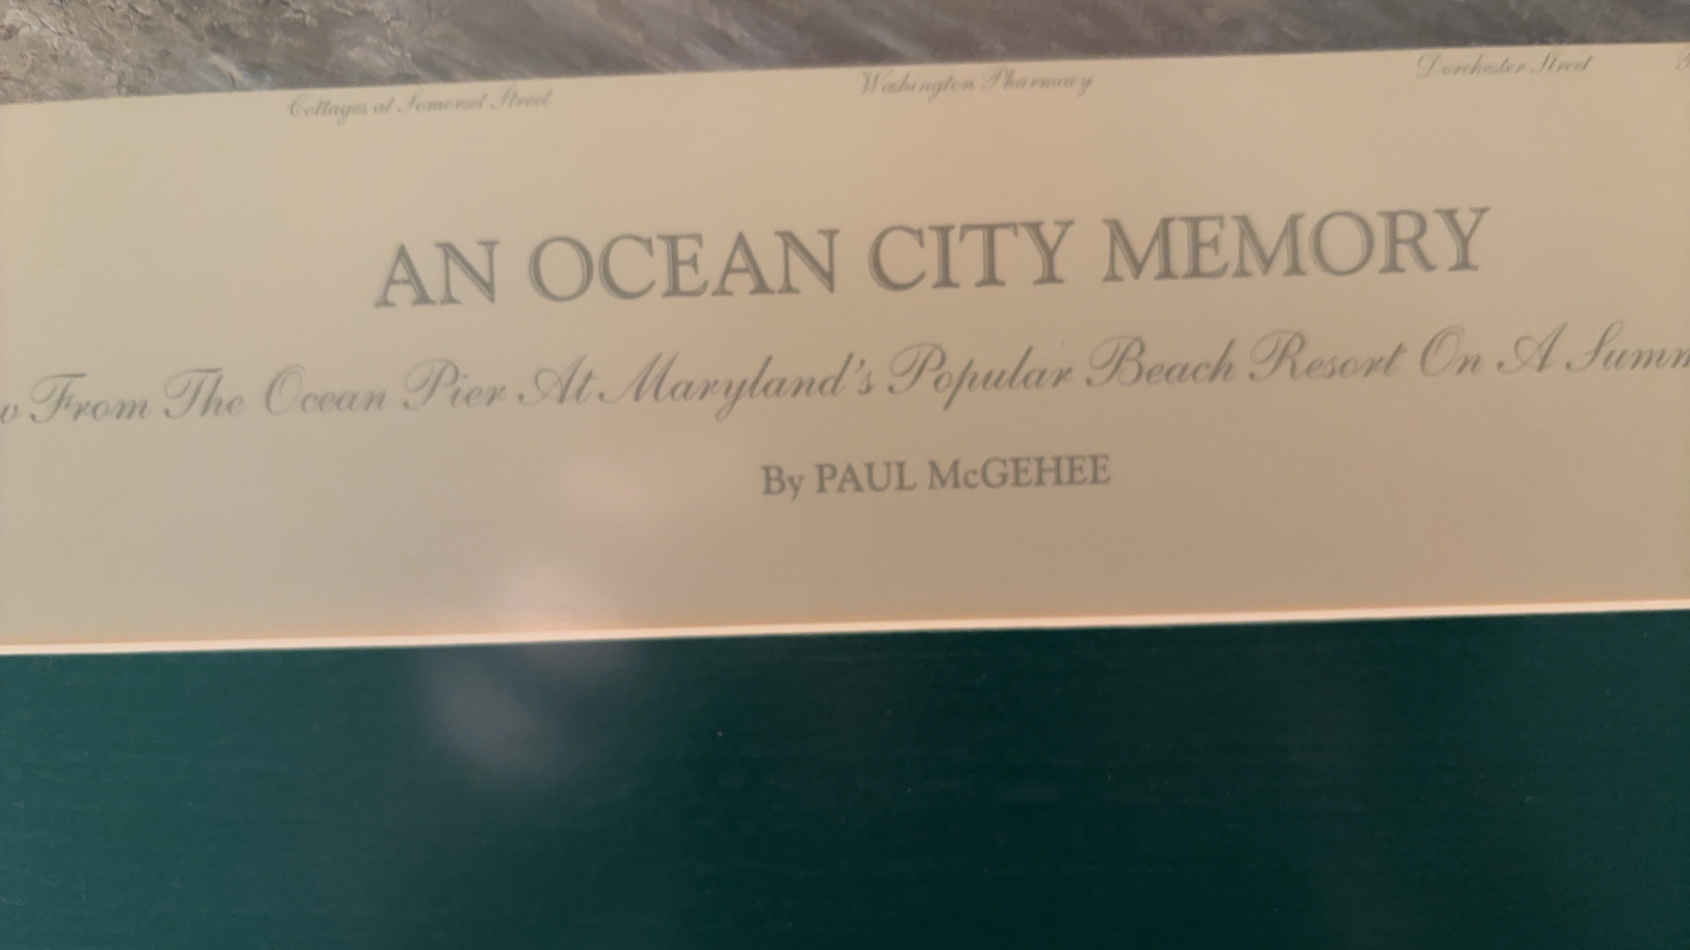 Cottages at Somerset Street Washington Pharmacy Dorchester Street
AN OCEAN CITY MEMORY
From The Ocean Pier At Maryland's Popular Beach Resort On A
By PAUL McGEHEE